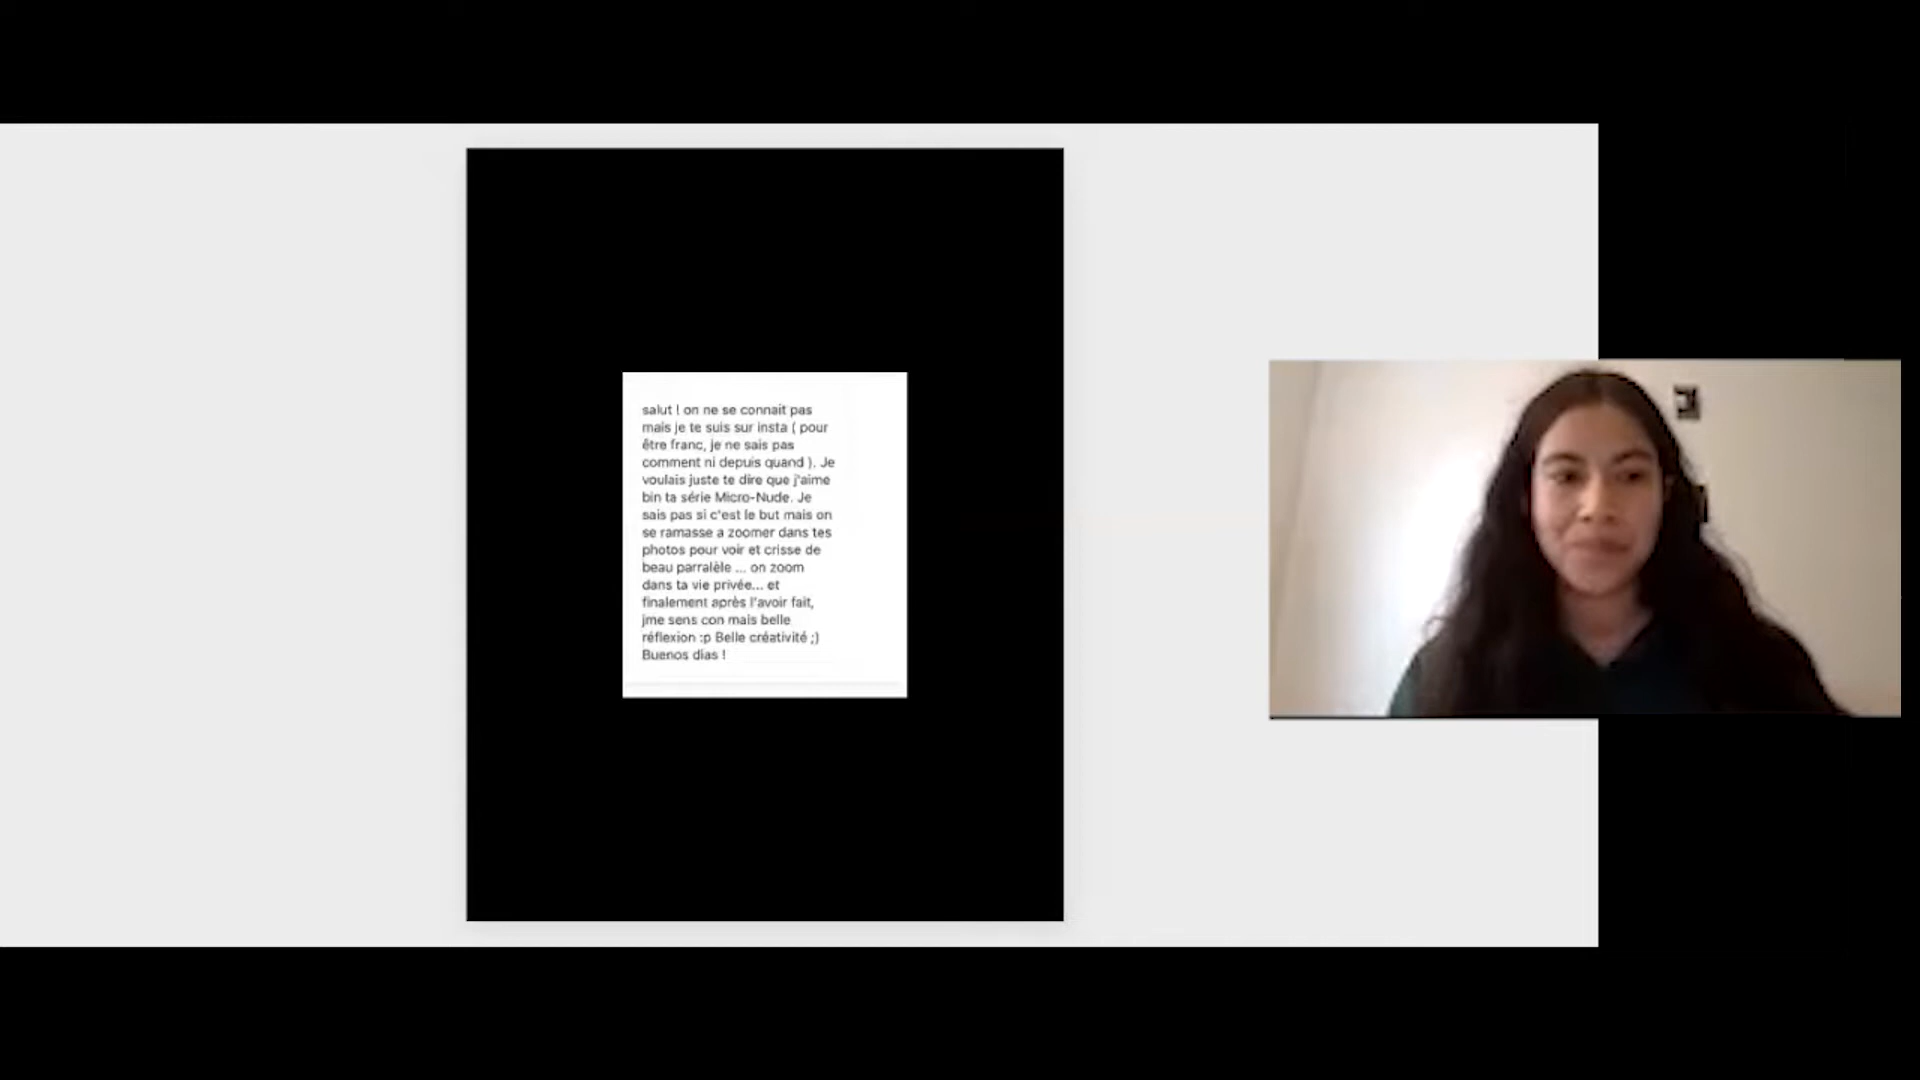 salut ! on ne se connait pas
mais je te suis sur insta ( pour
être franc, je ne sais pas
comment ni depuis quand ). Je
voulais juste te dire que j'aime
bin ta série Micro-Nude. Je
sais pas si c'est le but mais on
se ramasse a zoomer dans tes
photos pour voir et crisse de
beau parralèle ... on zoom
dans ta vie privée... et
finalement après l'avoir fait,
jme sens con mais belle
réflexion :p Belle créativité ;)
Buenos dias !